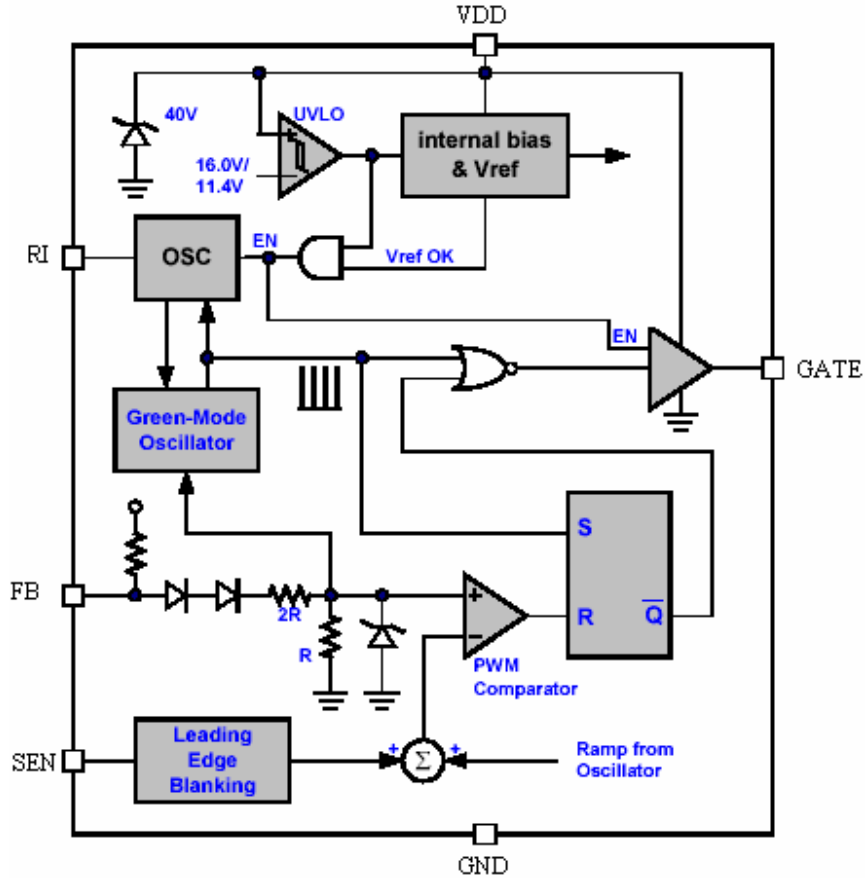 VDD
40V
UVLO
internal bias
& Vref
16.0V/
11.4V
RI
OSC
EN
Vref OK
EN
GATE
Green-Mode
Oscillator
S
FB
2R
R
+
−
R
Q̅
PWM
Comparator
SEN
Leading
Edge
Blanking
+
Σ
+
Ramp from
Oscillator
GND